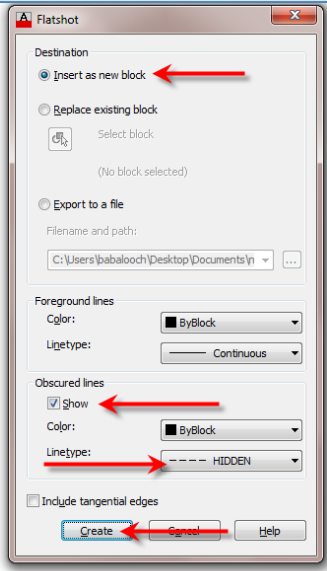 Flatshot
Destination
Insert as new block
Replace existing block
Select block
(No block selected)
Export to a file
Filename and path:
C:\Users\babalooch\Desktop\Documents\n ...
Foreground lines
Color: ByBlock
Linetype: Continuous
Obscured lines
Show
Color: ByBlock
Linetype: HIDDEN
Include tangential edges
Create Cancel Help